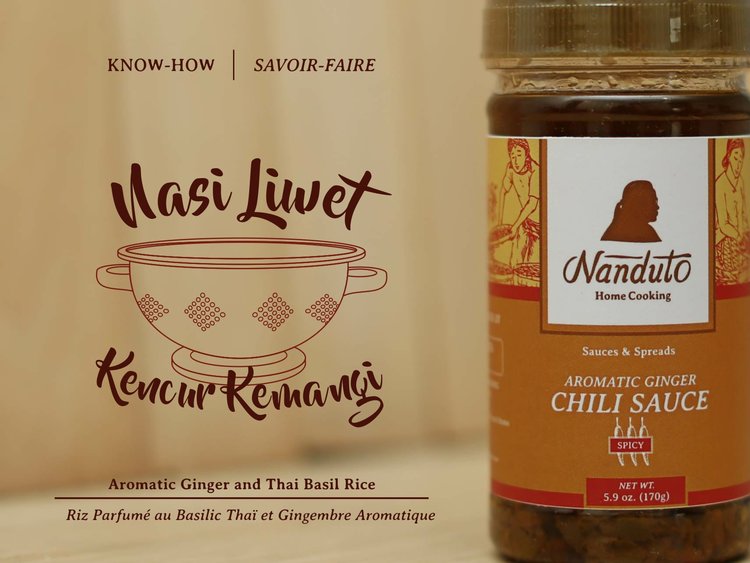 KNOW-HOW
SAVOIR-FAIRE
Nasi Liwet
Kencur Kemangi
Aromatic Ginger and Thai Basil Rice
Riz Parfumé au Basilic Thaï et Gingembre Aromatique
Nanduto
Home Cooking
Sauces & Spreads
AROMATIC GINGER
CHILI SAUCE
SPICY
NET WT.
5.9 oz. (170g)